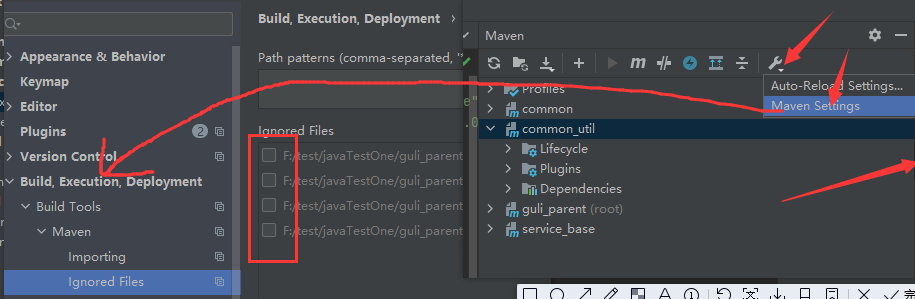 Appearance & Behavior
Keymap
Editor
Plugins
2
Version Control
Build, Execution, Deployment
Build Tools
Maven
Importing
Ignored Files
Build, Execution, Deployment
Path patterns (comma-separated,
Ignored Files
F:/test/javaTestOne/guli_parent
F:/test/javaTestOne/guli_parent
F:/test/javaTestOne/guli_parent
F:/test/javaTestOne/guli_parent
Maven
Profiles
common
common_util
Lifecycle
Plugins
Dependencies
guli_parent (root)
service_base
Auto-Reload Settings...
Maven Settings